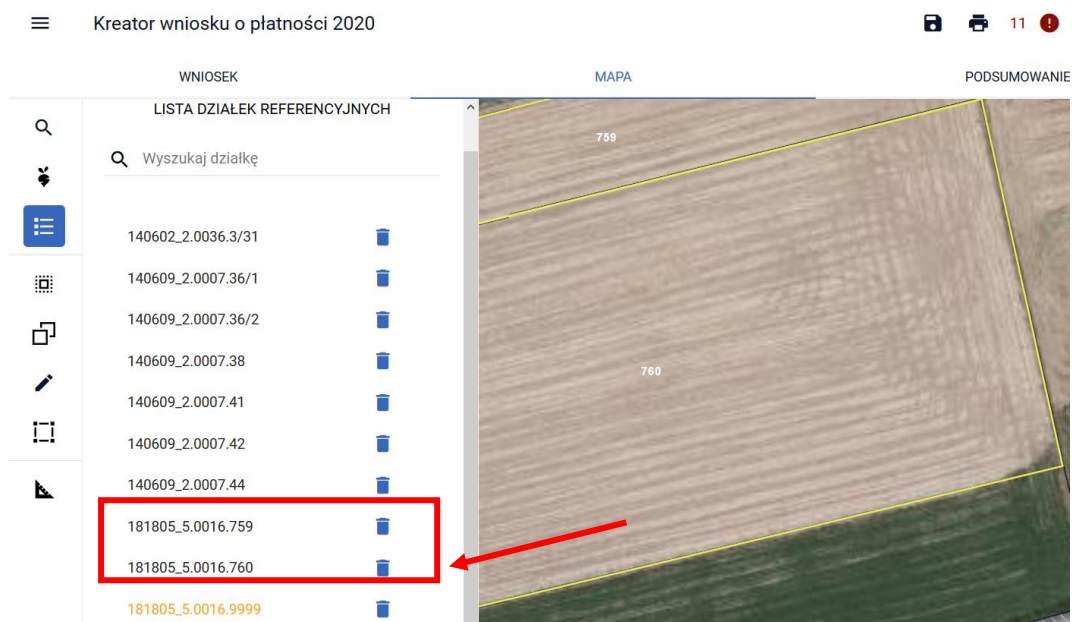 Kreator wniosku o płatności 2020
11
WNIOSEK
MAPA
PODSUMOWANIE
LISTA DZIAŁEK REFERENCYJNYCH
Wyszukaj działkę
140602_2.0036.3/31
140609_2.0007.36/1
140609_2.0007.36/2
140609_2.0007.38
140609_2.0007.41
140609_2.0007.42
140609_2.0007.44
181805_5.0016.759
181805_5.0016.760
181805_5.0016.9999
759
760